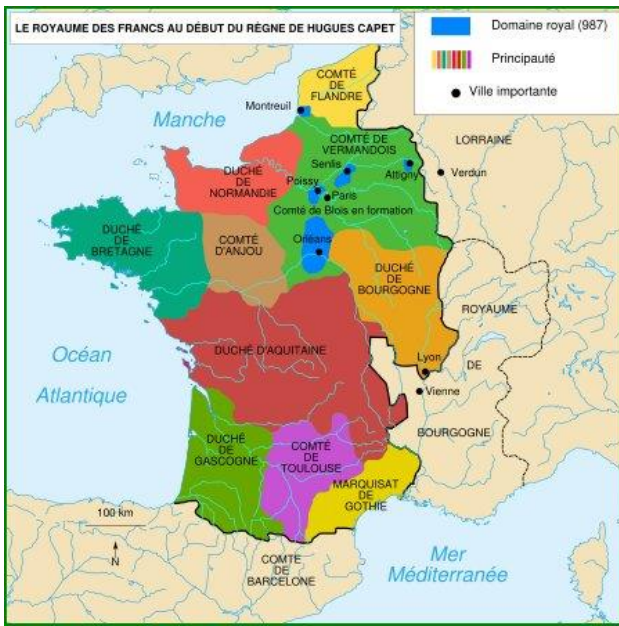 LE ROYAUME DES FRANCS AU DÉBUT DU RÈGNE DE HUGUES CAPET
Domaine royal (987)
Principauté
Ville importante
COMTÉ
DE
FLANDRE
Montreuil
Manche
LORRAINE
COMTÉ DE
VERMANDOIS
Senlis
Attigny
Verdun
DUCHÉ
DE
NORMANDIE
Poissy
Paris
Comté de Blois en formation
DUCHÉ
DE
BRETAGNE
COMTÉ
D'ANJOU
Orléans
DUCHÉ
DE
BOURGOGNE
ROYAUME
DE
BOURGOGNE
Océan
Atlantique
DUCHÉ D'AQUITAINE
Lyon
Vienne
DUCHÉ
DE
GASCOGNE
COMTÉ
DE
TOULOUSE
MARQUISAT
DE
GOTHIE
100 km
N
COMTE
DE
BARCELONE
Mer
Méditerranée